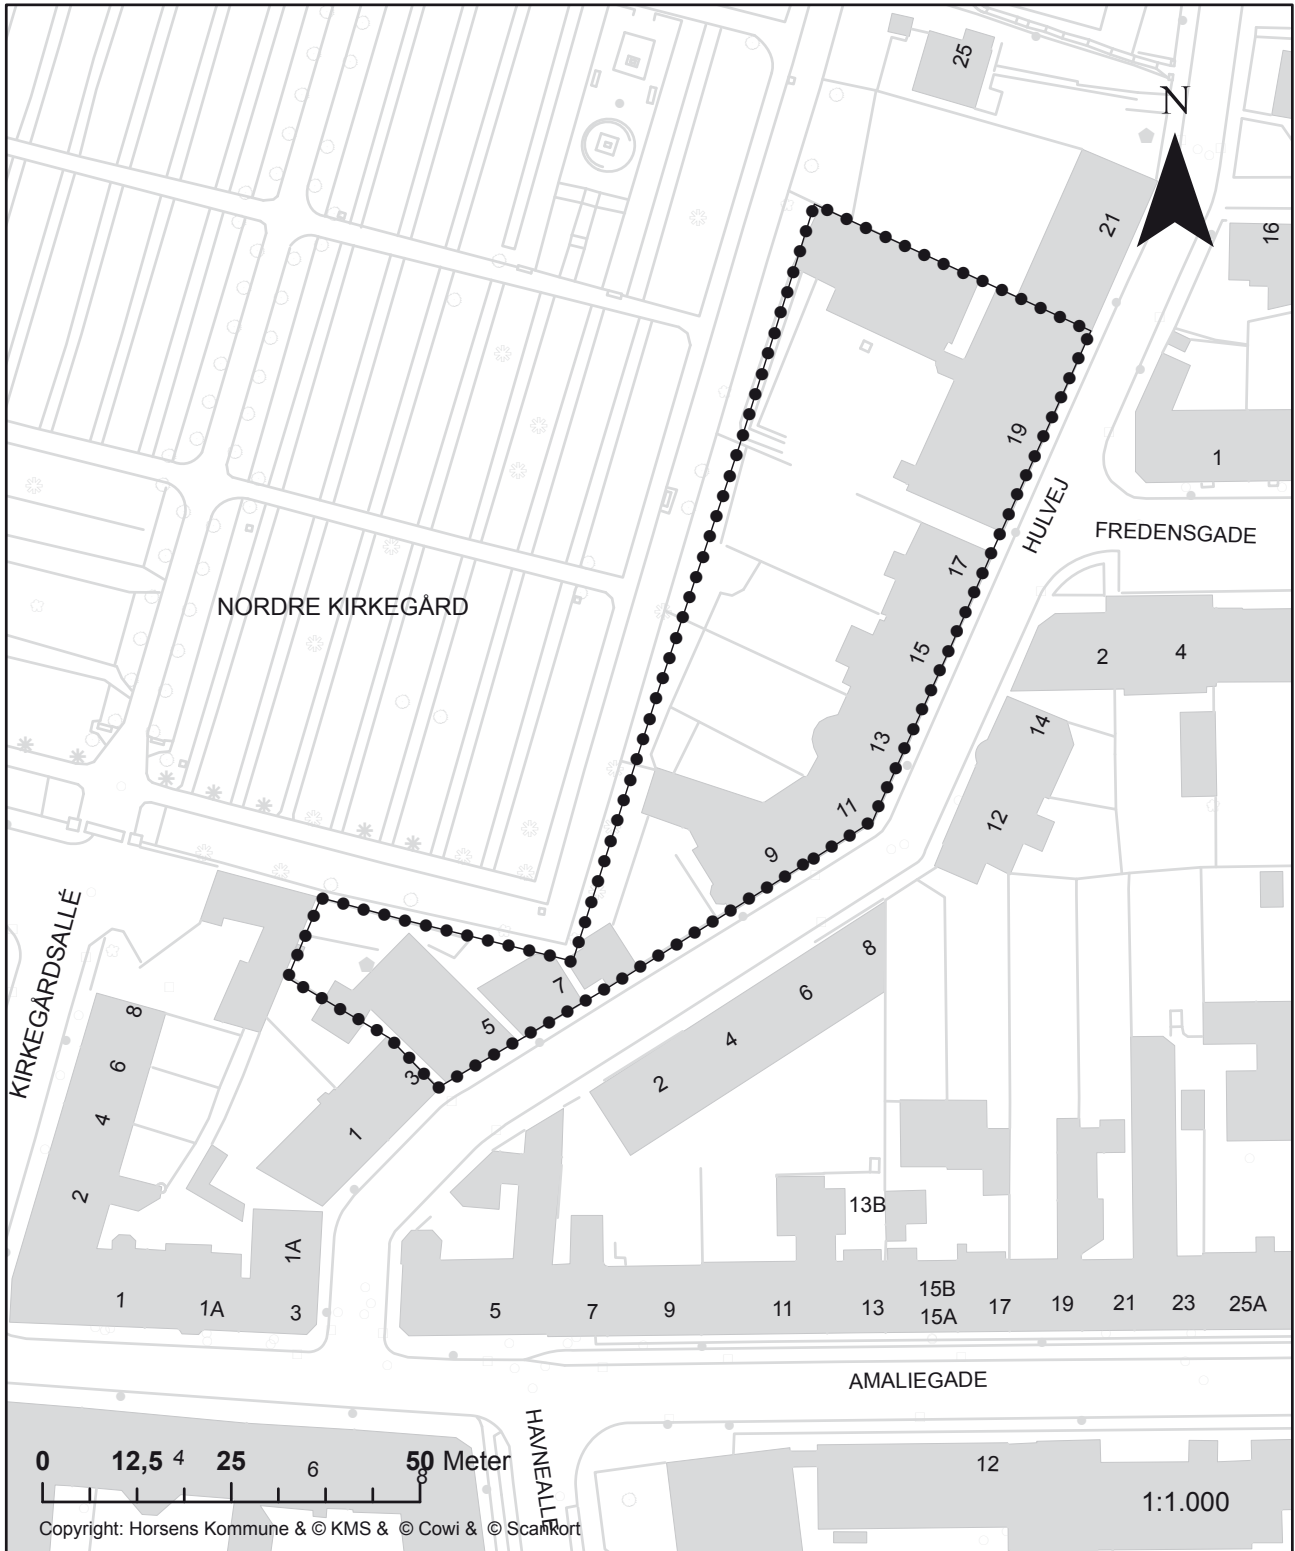 25
N
21
16
19
1
HULVEJ
FREDENSGADE
17
NORDRE KIRKEGÅRD
15
2
4
13
14
11
12
9
KIRKEGÅRDSALLÉ
8
7
6
5
8
4
6
3
2
4
1
2
13B
1A
1
1A
3
5
7
9
11
13
15B
15A
17
19
21
23
25A
AMALIEGADE
HAVNEALLE
0 12,5 25 50 Meter
4
6
8
12
1:1.000
Copyright: Horsens Kommune & © KMS & © Cowi & © Scankort